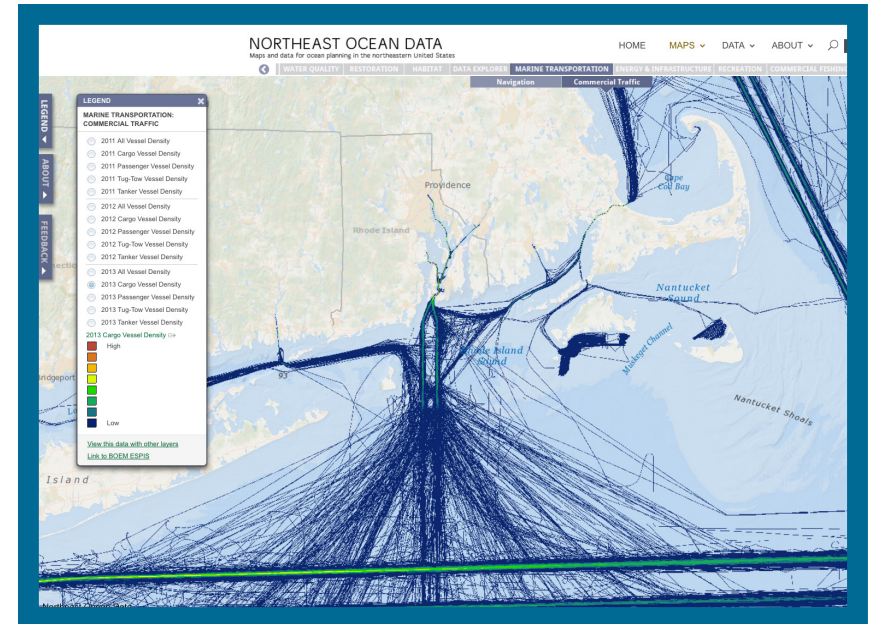 NORTHEAST OCEAN DATA
Maps and data for ocean planning in the northeastern United States
HOME MAPS DATA ABOUT
WATER QUALITY RESTORATION HABITAT DATA EXPLORER MARINE TRANSPORTATION ENERGY & INFRASTRUCTURE RECREATION COMMERCIAL FISHING
Navigation Commercial Traffic
LEGEND
ABOUT
FEEDBACK
LEGEND
MARINE TRANSPORTATION:
COMMERCIAL TRAFFIC
2011 All Vessel Density
2011 Cargo Vessel Density
2011 Passenger Vessel Density
2011 Tug-Tow Vessel Density
2011 Tanker Vessel Density
2012 All Vessel Density
2012 Cargo Vessel Density
2012 Passenger Vessel Density
2012 Tug-Tow Vessel Density
2012 Tanker Vessel Density
2013 All Vessel Density
2013 Cargo Vessel Density
2013 Passenger Vessel Density
2013 Tug-Tow Vessel Density
2013 Tanker Vessel Density
2013 Cargo Vessel Density
High
Low
View this data with other layers
Link to BOEM ESPIS
Providence
Cape
Cod Bay
Rhode Island
Nantucket
Sound
Rhode Island
Sound
Muskeget Channel
93
Nantucket Shoals
Island